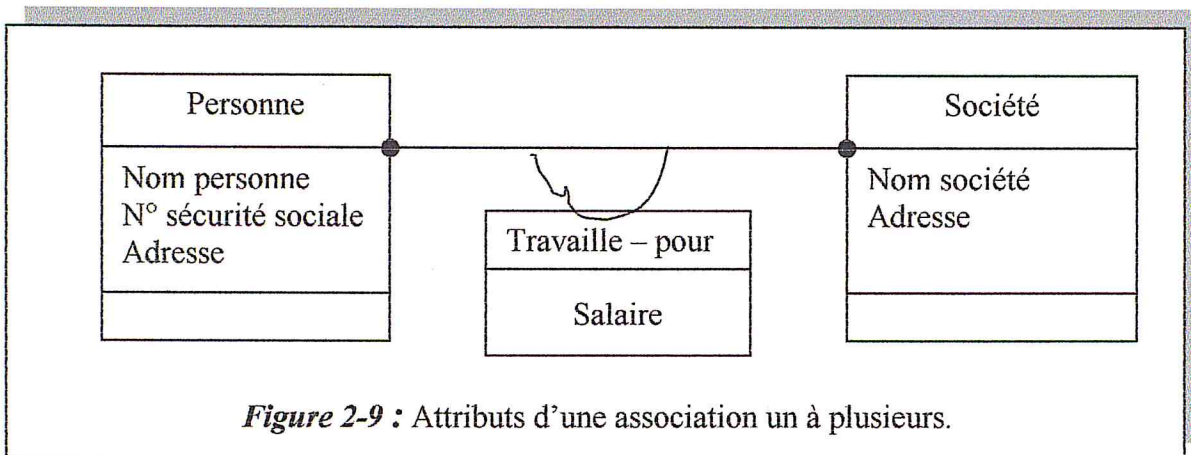 Personne
Nom personne
N° sécurité sociale
Adresse
Travaille – pour
Salaire
Société
Nom société
Adresse
Figure 2-9 : Attributs d'une association un à plusieurs.